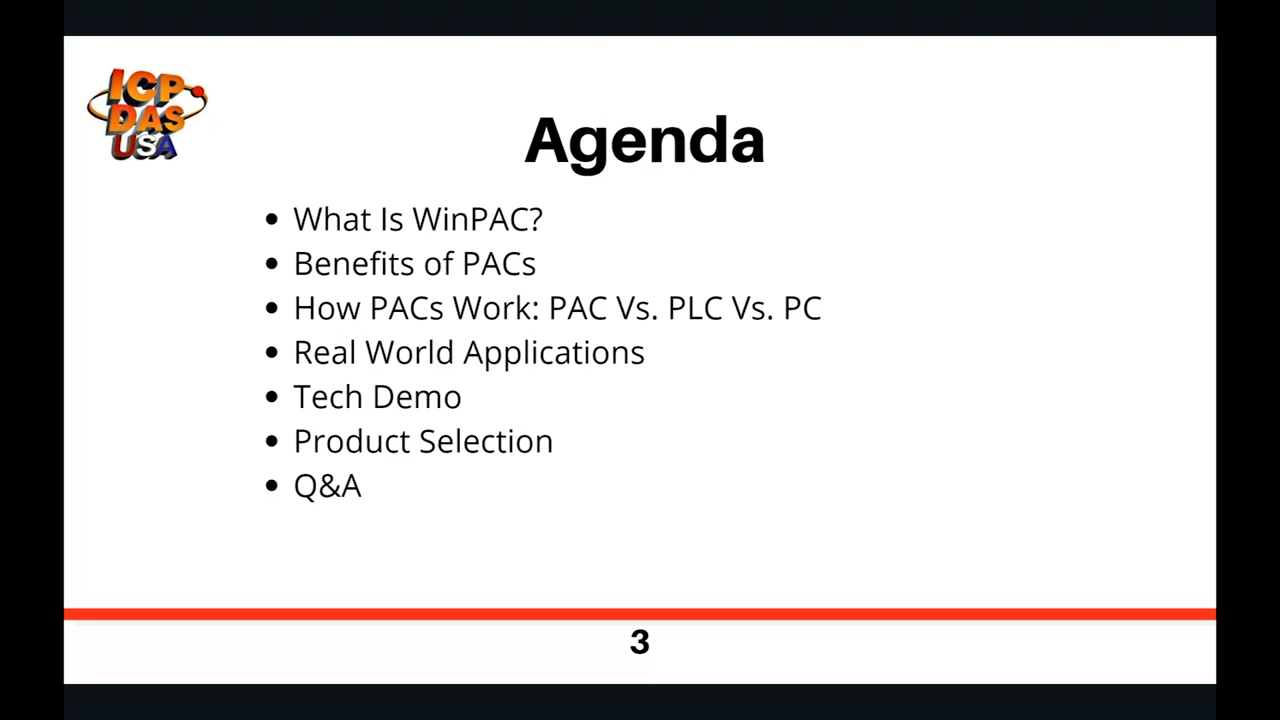 ICP
DAS
USA
Agenda
• What Is WinPAC?
• Benefits of PACs
• How PACs Work: PAC Vs. PLC Vs. PC
• Real World Applications
• Tech Demo
• Product Selection
• Q&A
3